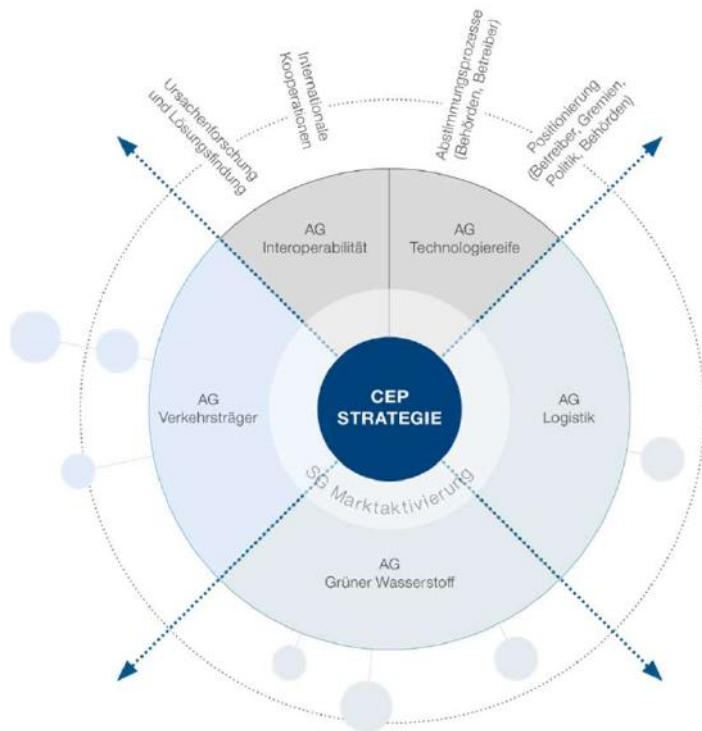 Ursachenforschung
und Lösungsfindung
Internationale
Kooperationen
Abstimmungsprozesse
(Behörden, Betreiber)
Positionierung
(Betreiber, Gremien,
Politik, Behörden)
AG
Interoperabilität
AG
Technologiereife
AG
Verkehrsträger
CEP
STRATEGIE
AG
Logistik
SG Marktaktivierung
AG
Grüner Wasserstoff